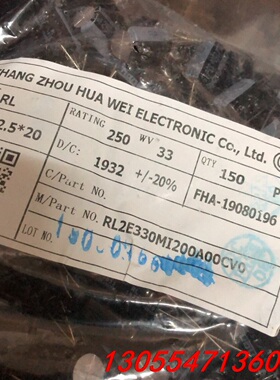 HANG ZHOU HUA WEI ELECTRONIC Co., Ltd.
RL
RATING 250 WV 33 QTY 150 P
2.5*20
D/C: 1932 +/-20% FHA-19080196
C/Part No.
M/Part No. RL2E330MI200A00CV0
LOT NO.
13055471360